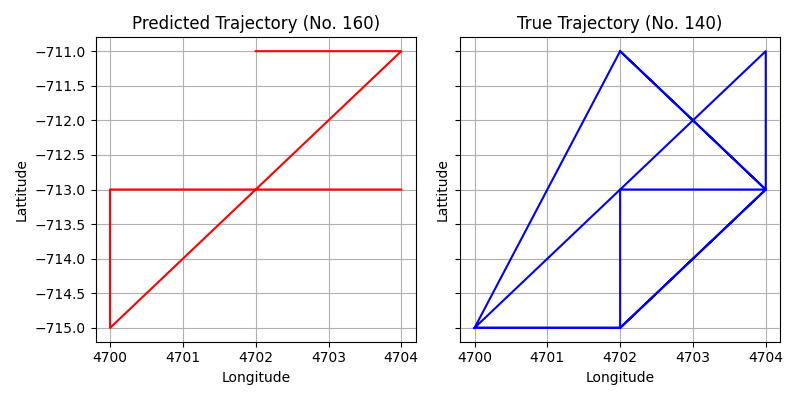 Predicted Trajectory (No. 160)
True Trajectory (No. 140)
−711.0
−711.5
−712.0
−712.5
−713.0
−713.5
−714.0
−714.5
−715.0
Lattitude
Lattitude
4700 4701 4702 4703 4704
4700 4701 4702 4703 4704
Longitude
Longitude